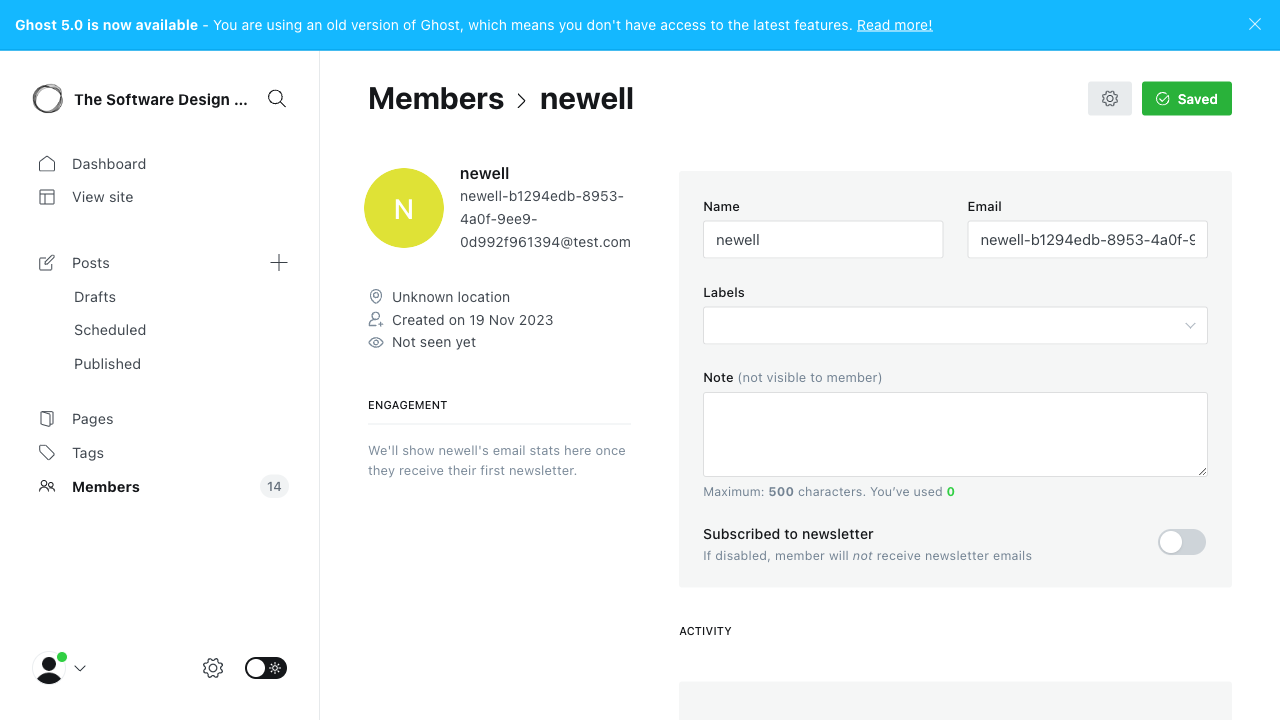 Ghost 5.0 is now available - You are using an old version of Ghost, which means you don't have access to the latest features. Read more!
The Software Design ...
Dashboard
View site
Posts
Drafts
Scheduled
Published
Pages
Tags
Members 14
Members > newell
Saved
N
newell
newell-b1294edb-8953-
4a0f-9ee9-
0d992f961394@test.com
Unknown location
Created on 19 Nov 2023
Not seen yet
ENGAGEMENT
We'll show newell's email stats here once
they receive their first newsletter.
Name Email
newell newell-b1294edb-8953-4a0f-9
Labels
Note (not visible to member)
Maximum: 500 characters. You've used 0
Subscribed to newsletter
If disabled, member will not receive newsletter emails
ACTIVITY